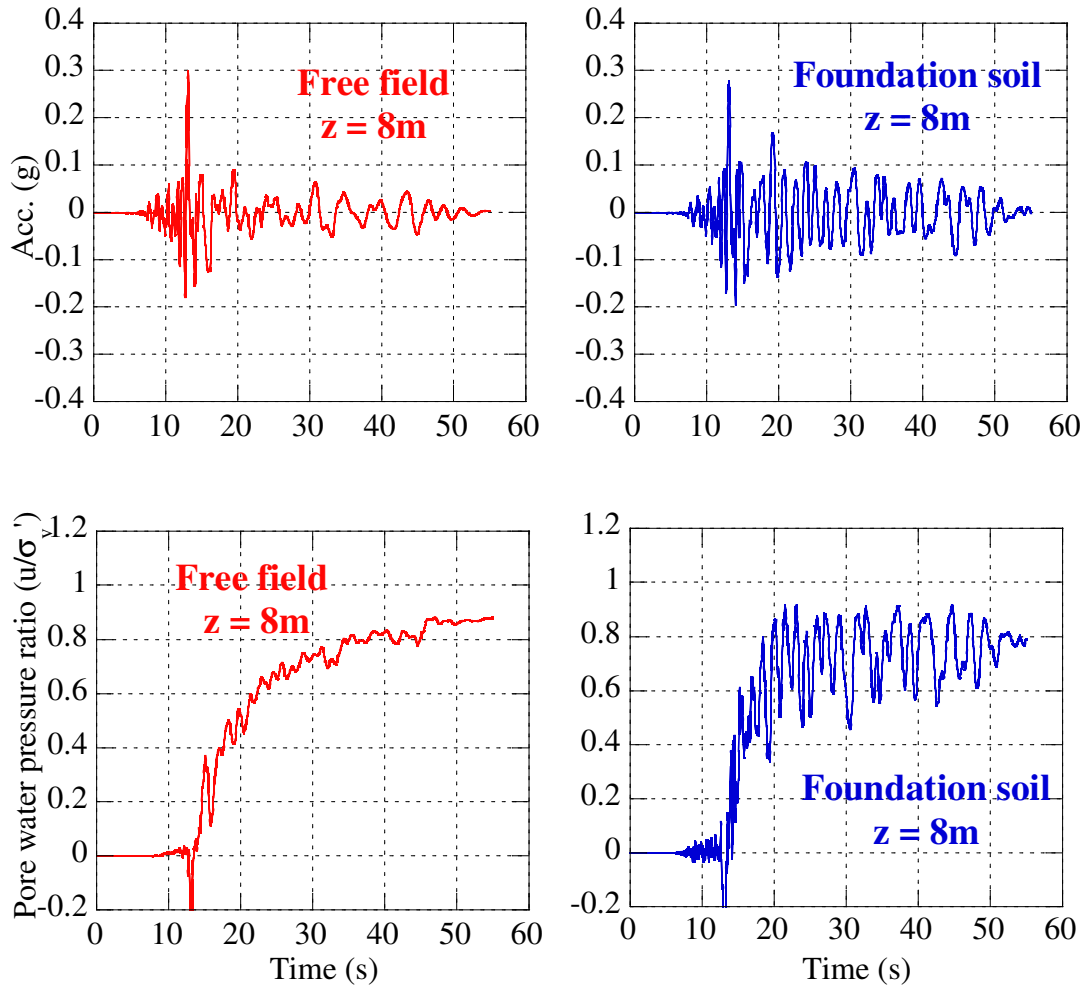 0.4
0.3
0.2
0.1
0
-0.1
-0.2
-0.3
-0.4
Acc. (g)
Free field
z = 8m
0 10 20 30 40 50 60
0.4
0.3
0.2
0.1
0
-0.1
-0.2
-0.3
-0.4
Foundation soil
z = 8m
0 10 20 30 40 50 60
1.2
1
0.8
0.6
0.4
0.2
0
-0.2
Pore water pressure ratio (u/σ'v)
Free field
z = 8m
0 10 20 30 40 50 60
Time (s)
1.2
1
0.8
0.6
0.4
0.2
0
-0.2
Foundation soil
z = 8m
0 10 20 30 40 50 60
Time (s)